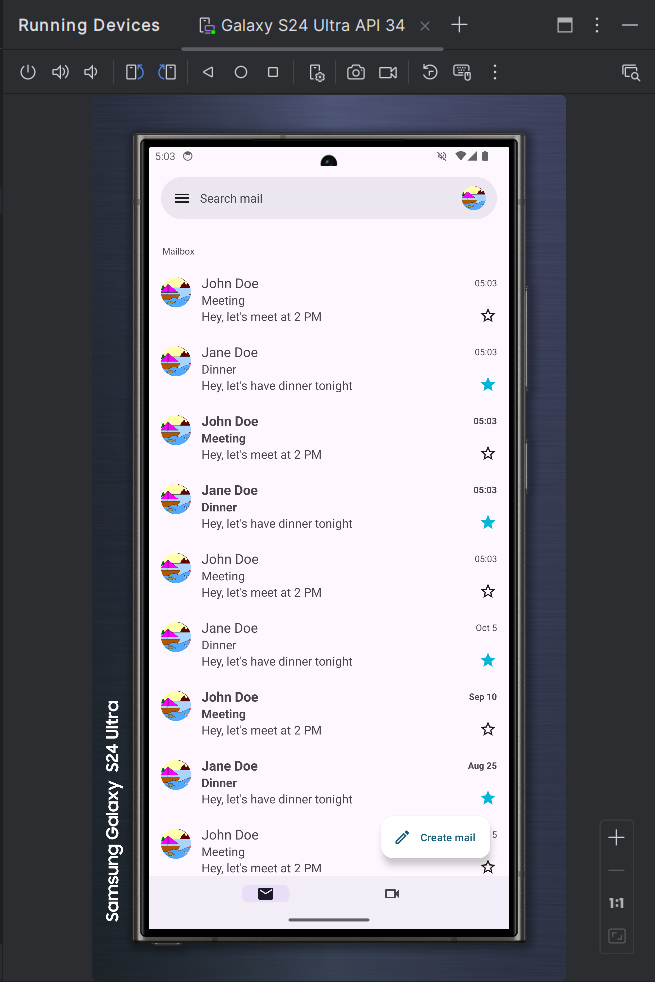 Running Devices
Galaxy S24 Ultra API 34
5:03
Search mail
Mailbox
John Doe 05:03
Meeting
Hey, let's meet at 2 PM
Jane Doe 05:03
Dinner
Hey, let's have dinner tonight
John Doe 05:03
Meeting
Hey, let's meet at 2 PM
Jane Doe 05:03
Dinner
Hey, let's have dinner tonight
John Doe 05:03
Meeting
Hey, let's meet at 2 PM
Jane Doe Oct 5
Dinner
Hey, let's have dinner tonight
John Doe Sep 10
Meeting
Hey, let's meet at 2 PM
Jane Doe Aug 25
Dinner
Hey, let's have dinner tonight
John Doe 5
Create mail
Meeting
Hey, let's meet at 2 PM
Samsung Galaxy S24 Ultra
1:1